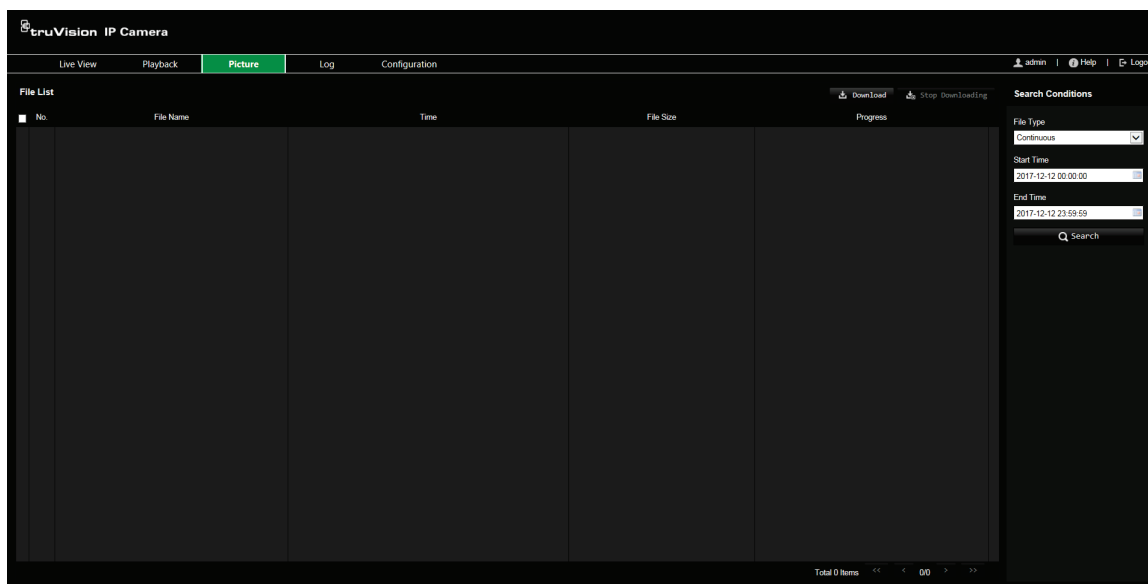 truVision IP Camera
Live View Playback Picture Log Configuration admin | Help | Logo
File List Download Stop Downloading Search Conditions
No. File Name Time File Size Progress
File Type
Continuous
Start Time
2017-12-12 00:00:00
End Time
2017-12-12 23:59:59
Search
Total 0 Items << < 0/0 > >>